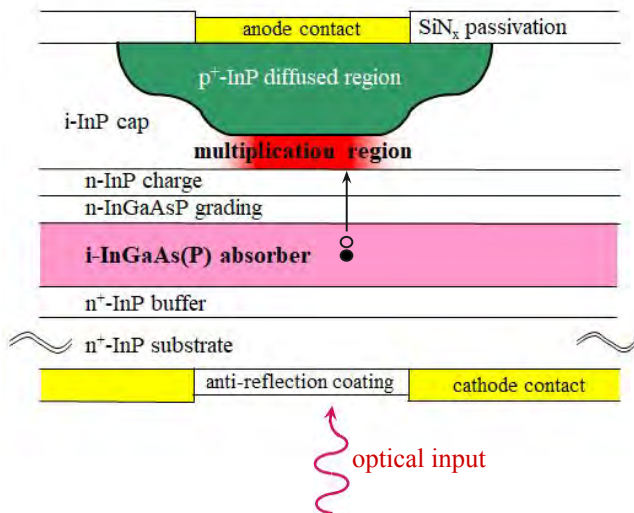 anode contact
SiNx passivation
p+-InP diffused region
i-InP cap
multiplication region
n-InP charge
n-InGaAsP grading
i-InGaAs(P) absorber
n+-InP buffer
n+-InP substrate
anti-reflection coating
cathode contact
optical input